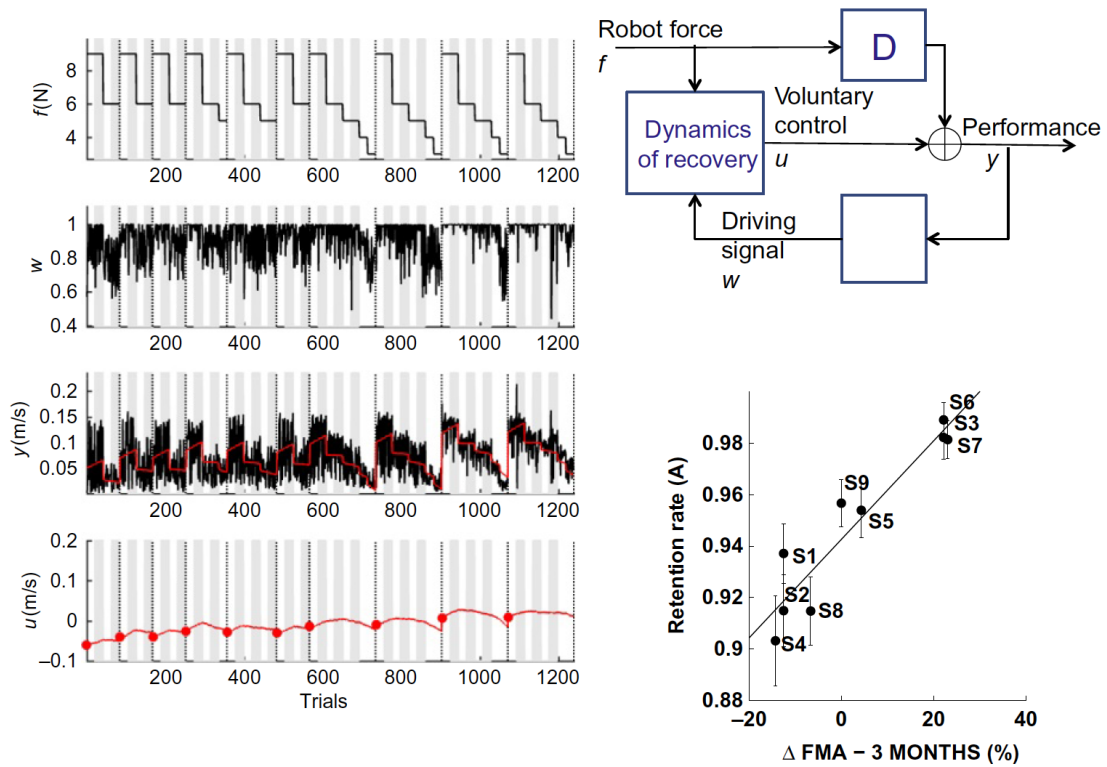 8
6
4
f(N)
200 400 600 800 1000 1200
1
0.8
0.6
0.4
w
200 400 600 800 1000 1200
0.2
0.15
0.1
0.05
y(m/s)
200 400 600 800 1000 1200
0.2
0
–0.1
u(m/s)
200 400 600 800 1000 1200
Trials
Robot force
f
D
Dynamics
of recovery
Voluntary
control
u
Performance
y
Driving
signal
w
0.98
0.96
0.94
0.92
0.9
0.88
Retention rate (A)
S6
S3
S7
S9
S5
S1
S2
S8
S4
–20 0 20 40
Δ FMA – 3 MONTHS (%)